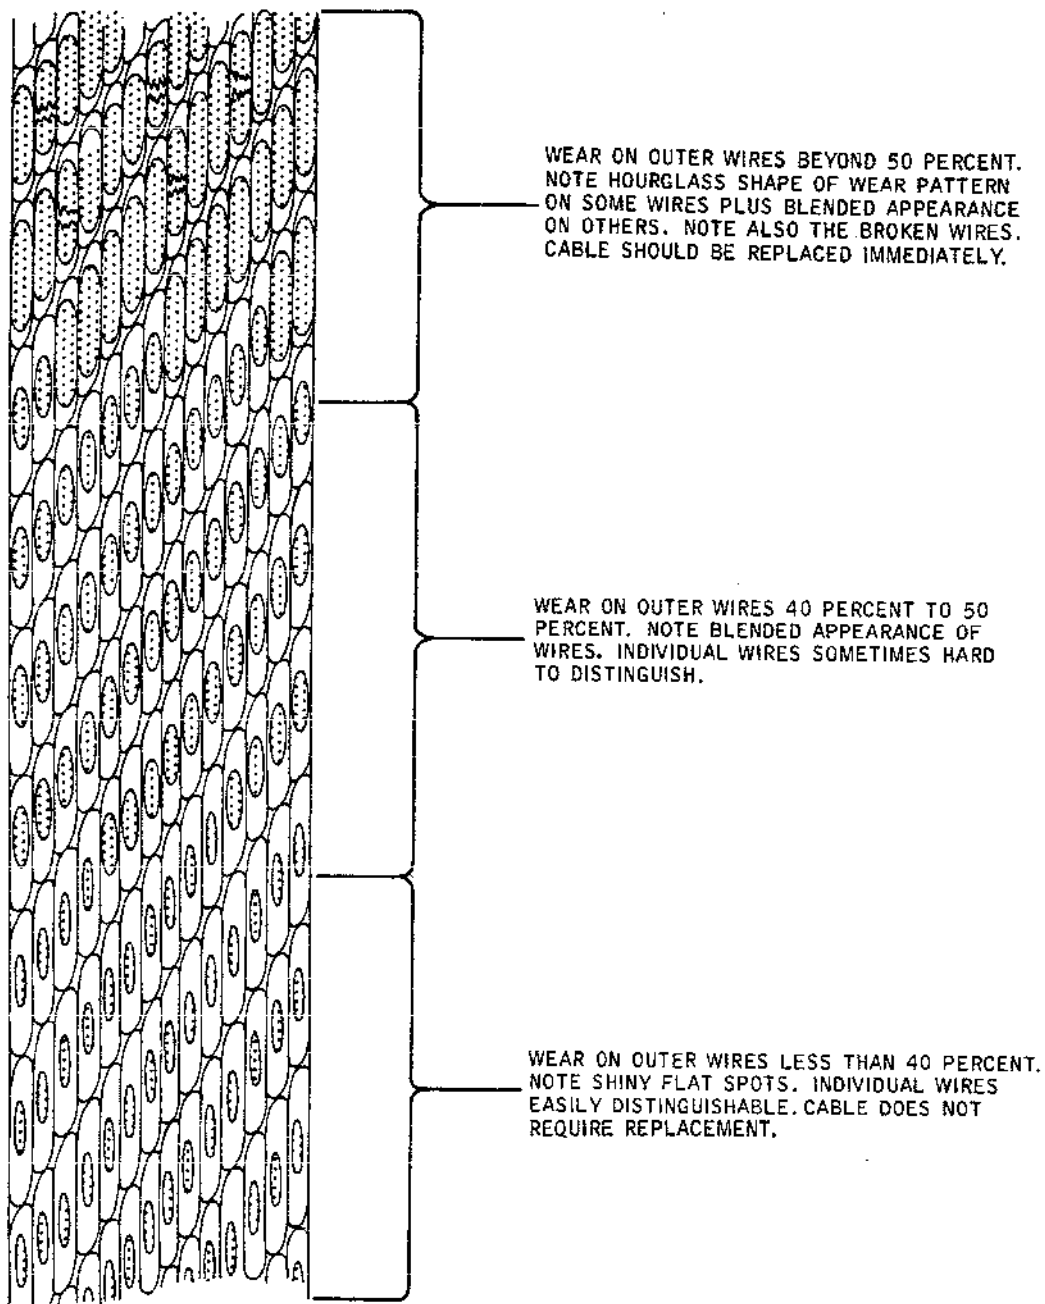 WEAR ON OUTER WIRES BEYOND 50 PERCENT.
NOTE HOURGLASS SHAPE OF WEAR PATTERN
ON SOME WIRES PLUS BLENDED APPEARANCE
ON OTHERS. NOTE ALSO THE BROKEN WIRES.
CABLE SHOULD BE REPLACED IMMEDIATELY.
WEAR ON OUTER WIRES 40 PERCENT TO 50
PERCENT. NOTE BLENDED APPEARANCE OF
WIRES. INDIVIDUAL WIRES SOMETIMES HARD
TO DISTINGUISH.
WEAR ON OUTER WIRES LESS THAN 40 PERCENT.
NOTE SHINY FLAT SPOTS. INDIVIDUAL WIRES
EASILY DISTINGUISHABLE. CABLE DOES NOT
REQUIRE REPLACEMENT.